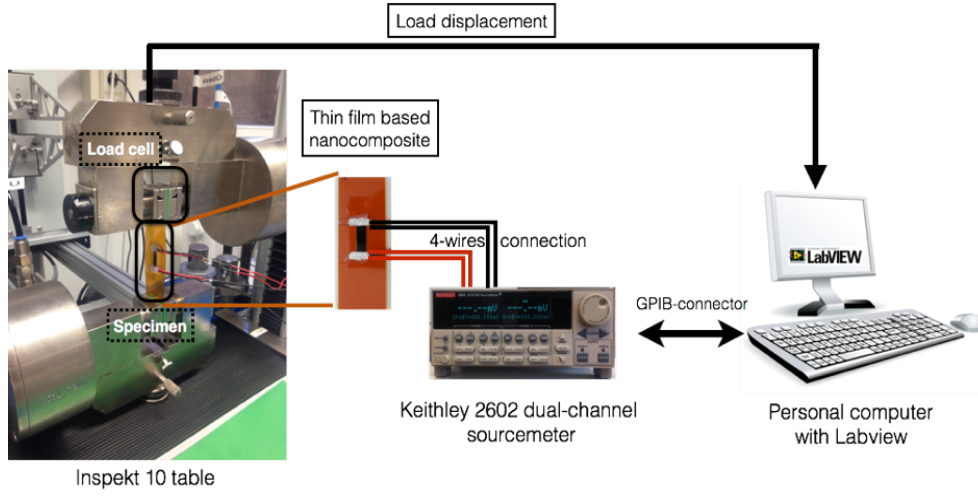 Load displacement
Thin film based
nanocomposite
Load cell
4-wires connection
LabVIEW
GPIB-connector
KEITHLEY
Specimen
Keithley 2602 dual-channel
sourcemeter
Personal computer
with Labview
Inspekt 10 table